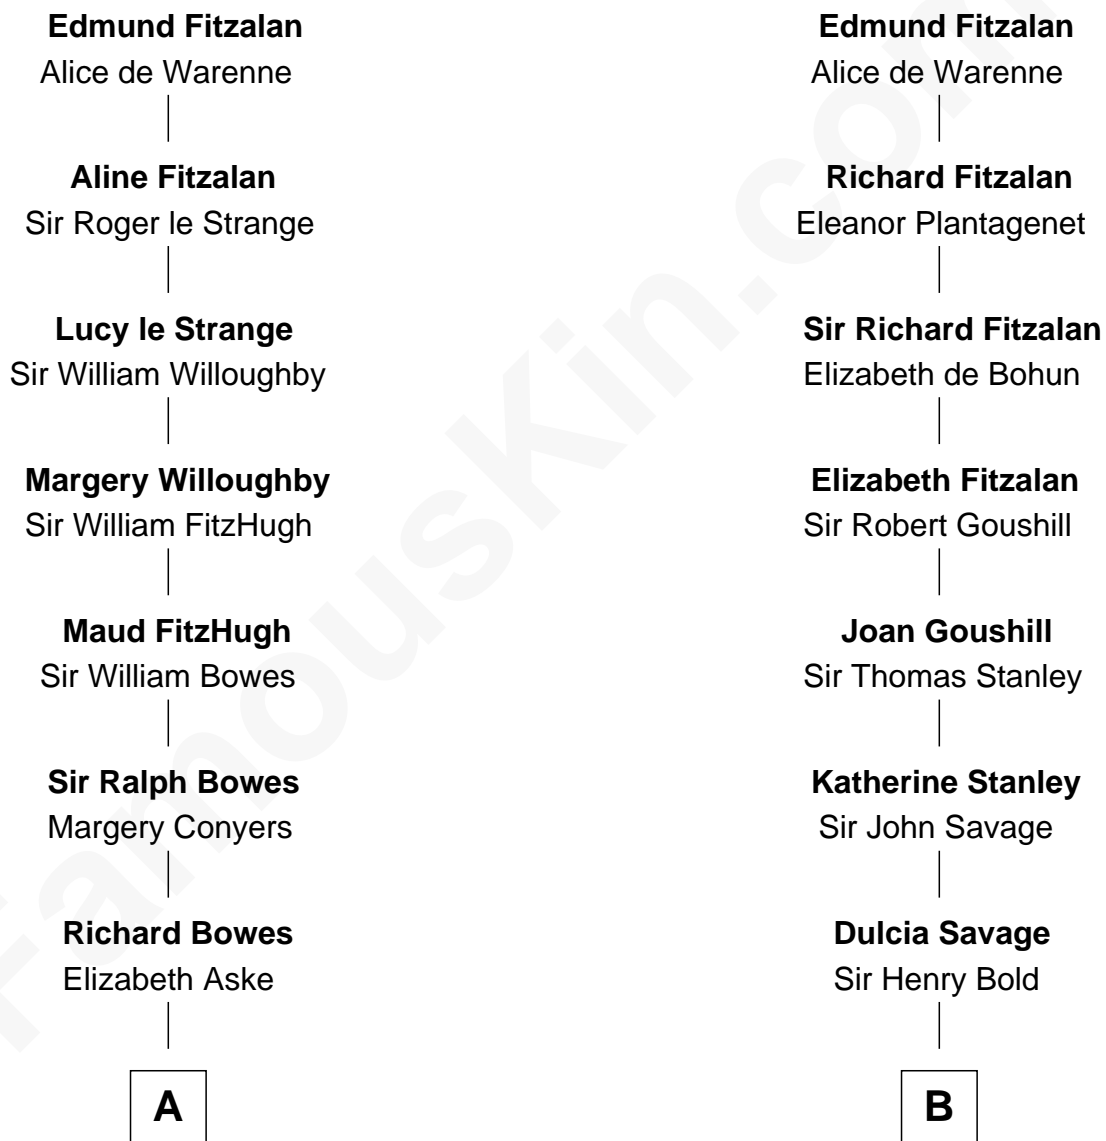 Edmund Fitzalan
Alice de Warenne
Aline Fitzalan
Sir Roger le Strange
Lucy le Strange
Sir William Willoughby
Margery Willoughby
Sir William FitzHugh
Maud FitzHugh
Sir William Bowes
Sir Ralph Bowes
Margery Conyers
Richard Bowes
Elizabeth Aske
A
Edmund Fitzalan
Alice de Warenne
Richard Fitzalan
Eleanor Plantagenet
Sir Richard Fitzalan
Elizabeth de Bohun
Elizabeth Fitzalan
Sir Robert Goushill
Joan Goushill
Sir Thomas Stanley
Katherine Stanley
Sir John Savage
Dulcia Savage
Sir Henry Bold
B
FamousKin.com